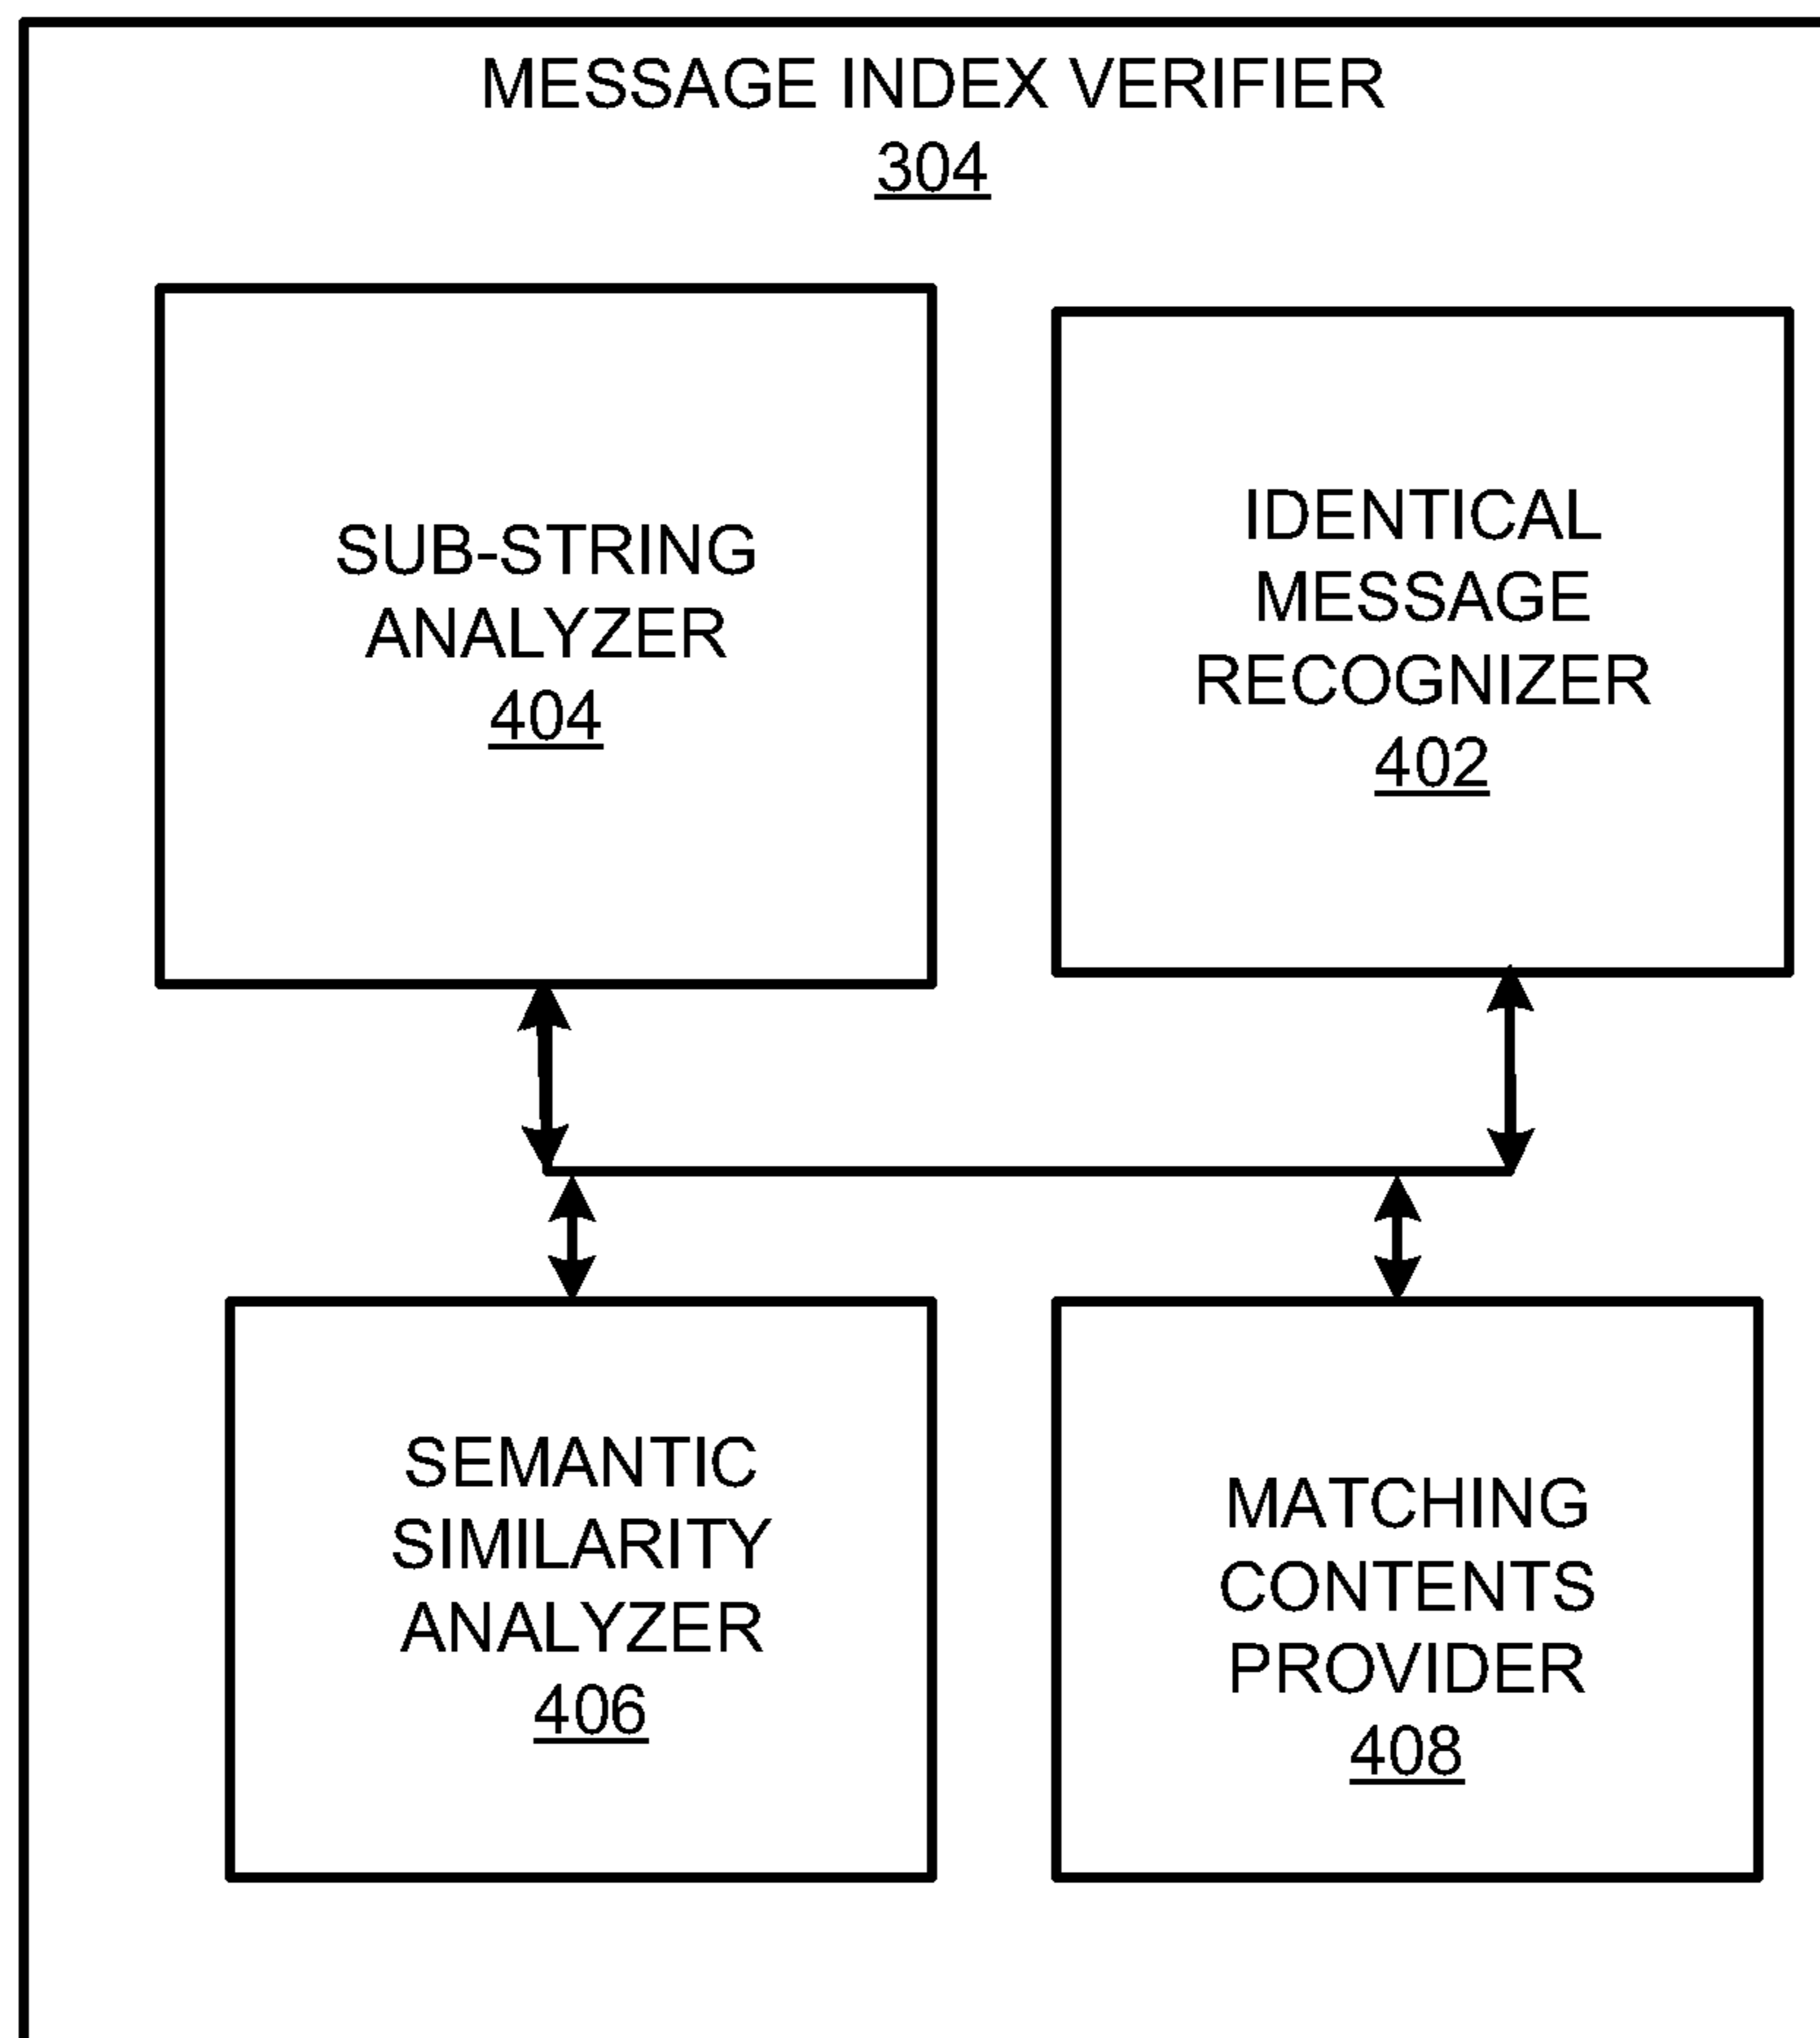 MESSAGE INDEX VERIFIER
304
SUB-STRING
ANALYZER
404
IDENTICAL
MESSAGE
RECOGNIZER
402
SEMANTIC
SIMILARITY
ANALYZER
406
MATCHING
CONTENTS
PROVIDER
408